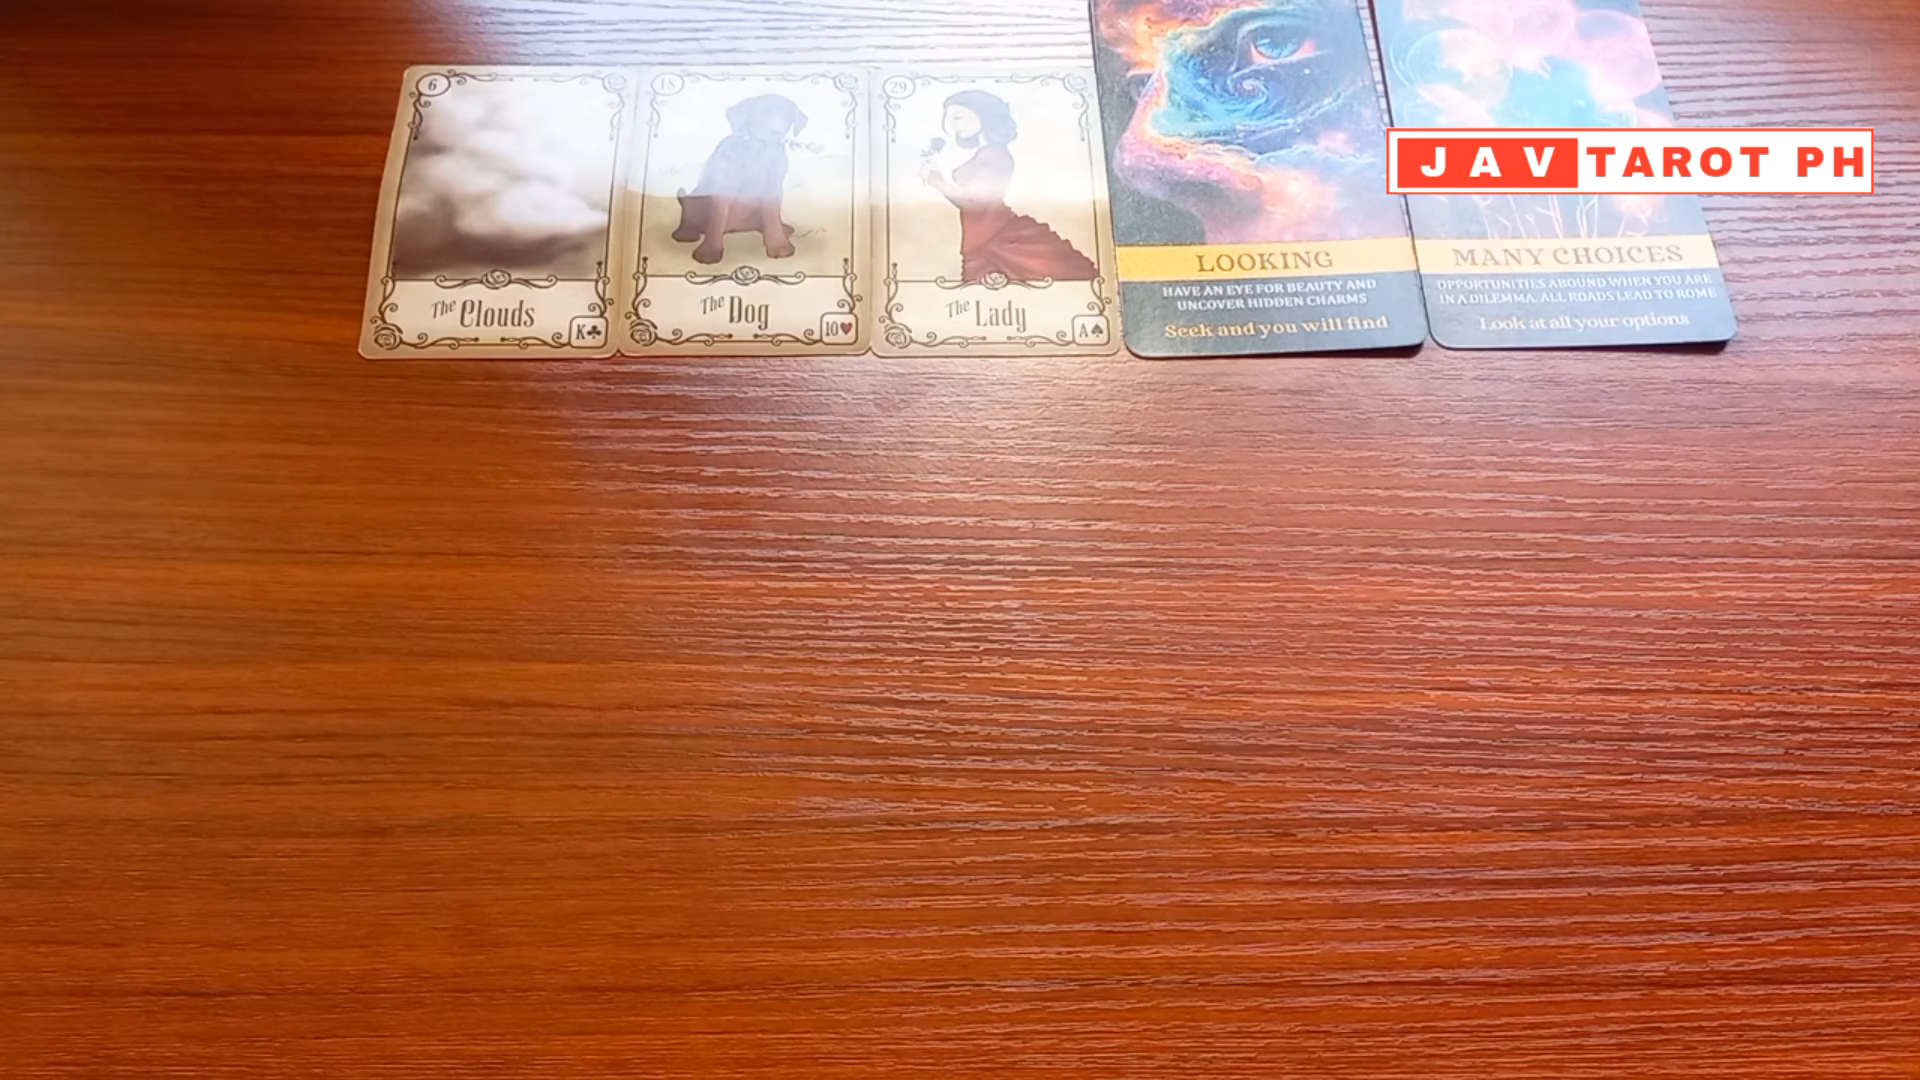 6
The Clouds
K♣
18
The Dog
10♥
29
The Lady
A♠
LOOKING
HAVE AN EYE FOR BEAUTY AND
UNCOVER HIDDEN CHARMS
Seek and you will find
MANY CHOICES
OPPORTUNITIES ABOUND WHEN YOU ARE
IN A DILEMMA. ALL ROADS LEAD TO ROME
Look at all your options
JAV TAROT PH